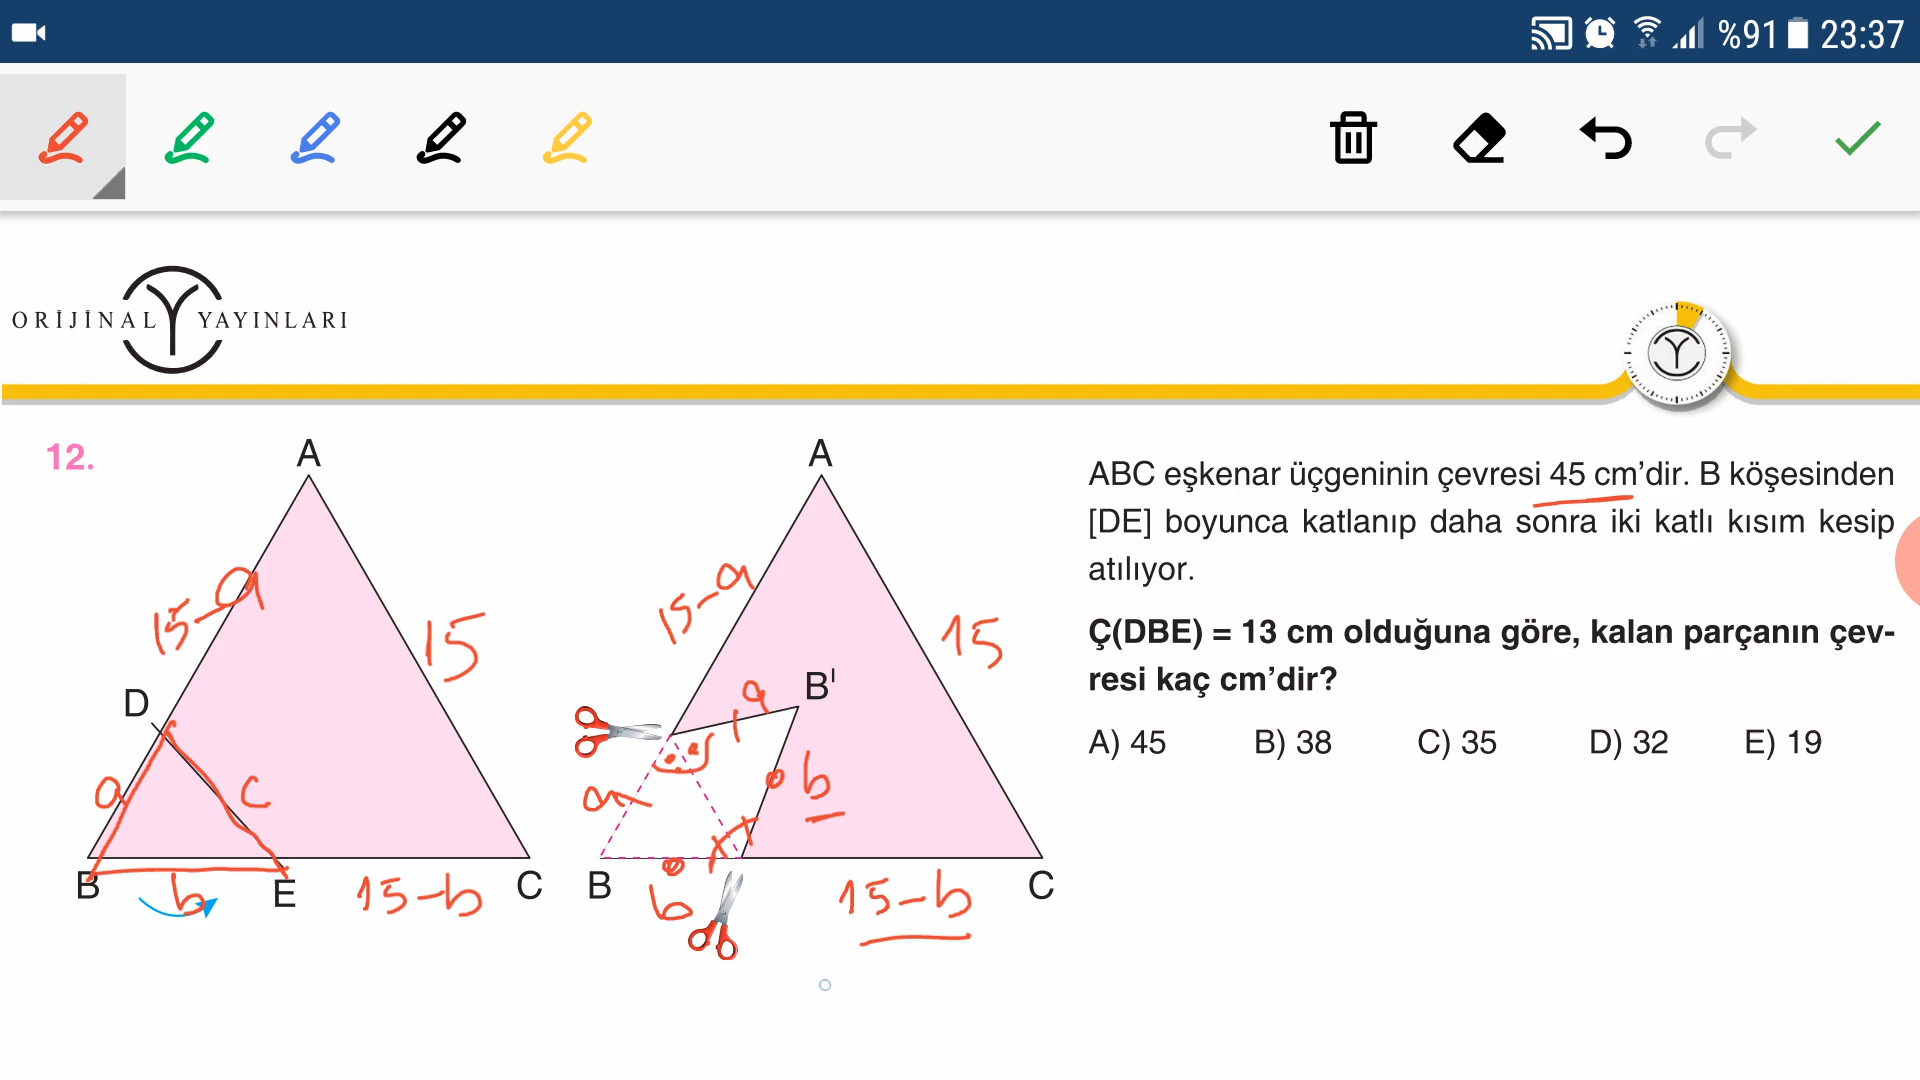 %91 23:37
ORİJİNAL YAYINLARI
12.
A
A
ABC eşkenar üçgeninin çevresi 45 cm'dir. B köşesinden
[DE] boyunca katlanıp daha sonra iki katlı kısım kesip
atılıyor.
Ç(DBE) = 13 cm olduğuna göre, kalan parçanın çev-
resi kaç cm'dir?
A) 45 B) 38 C) 35 D) 32 E) 19
15-a
15
15-a
15
D
B'
a
a
c
a
b
B
b
E
15-b
C
B
b
15-b
C